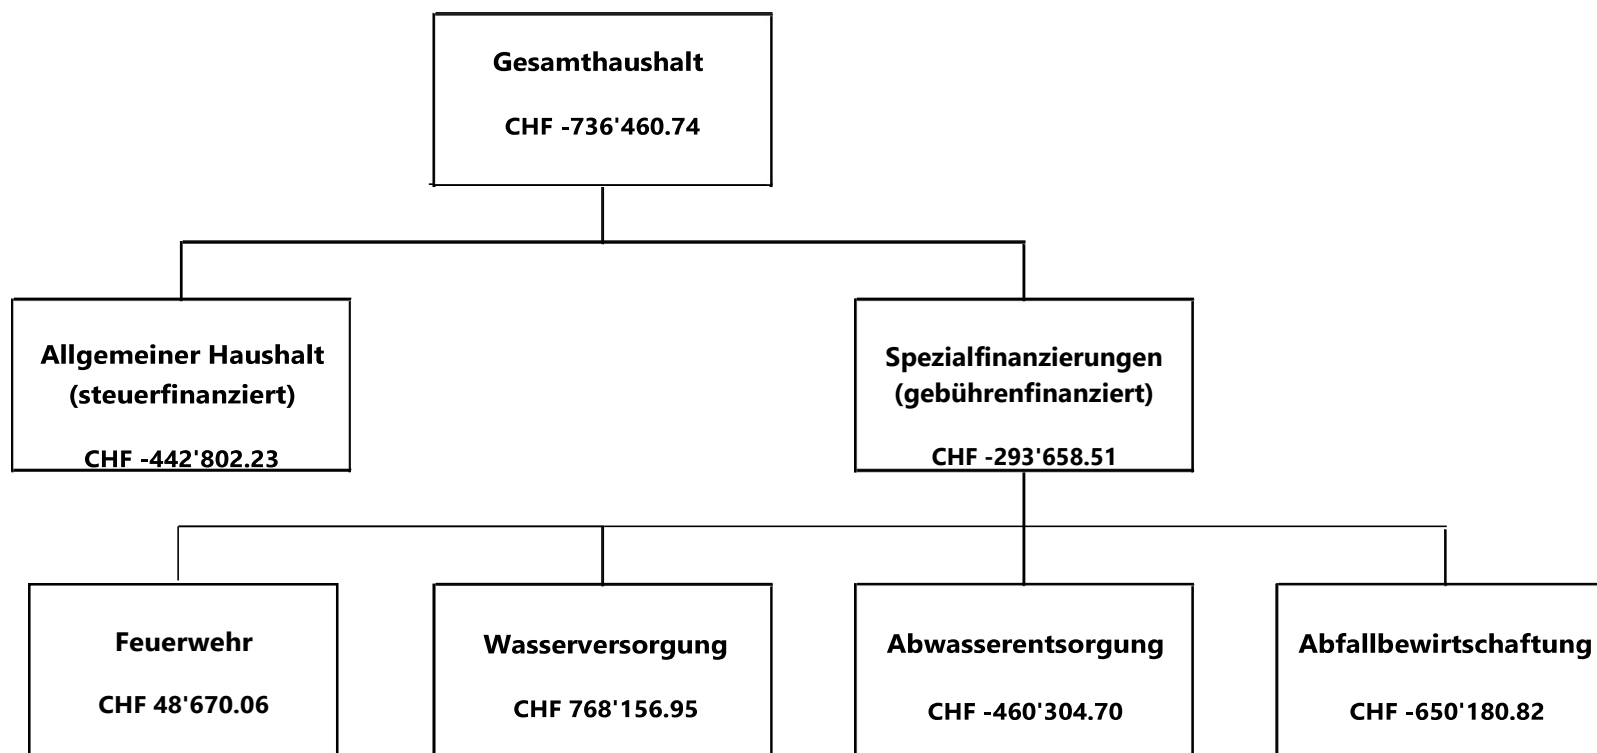 Gesamthaushalt
CHF -736'460.74
Allgemeiner Haushalt
(steuerfinanziert)
CHF -442'802.23
Spezialfinanzierungen
(gebührenfinanziert)
CHF -293'658.51
Feuerwehr
CHF 48'670.06
Wasserversorgung
CHF 768'156.95
Abwasserentsorgung
CHF -460'304.70
Abfallbewirtschaftung
CHF -650'180.82